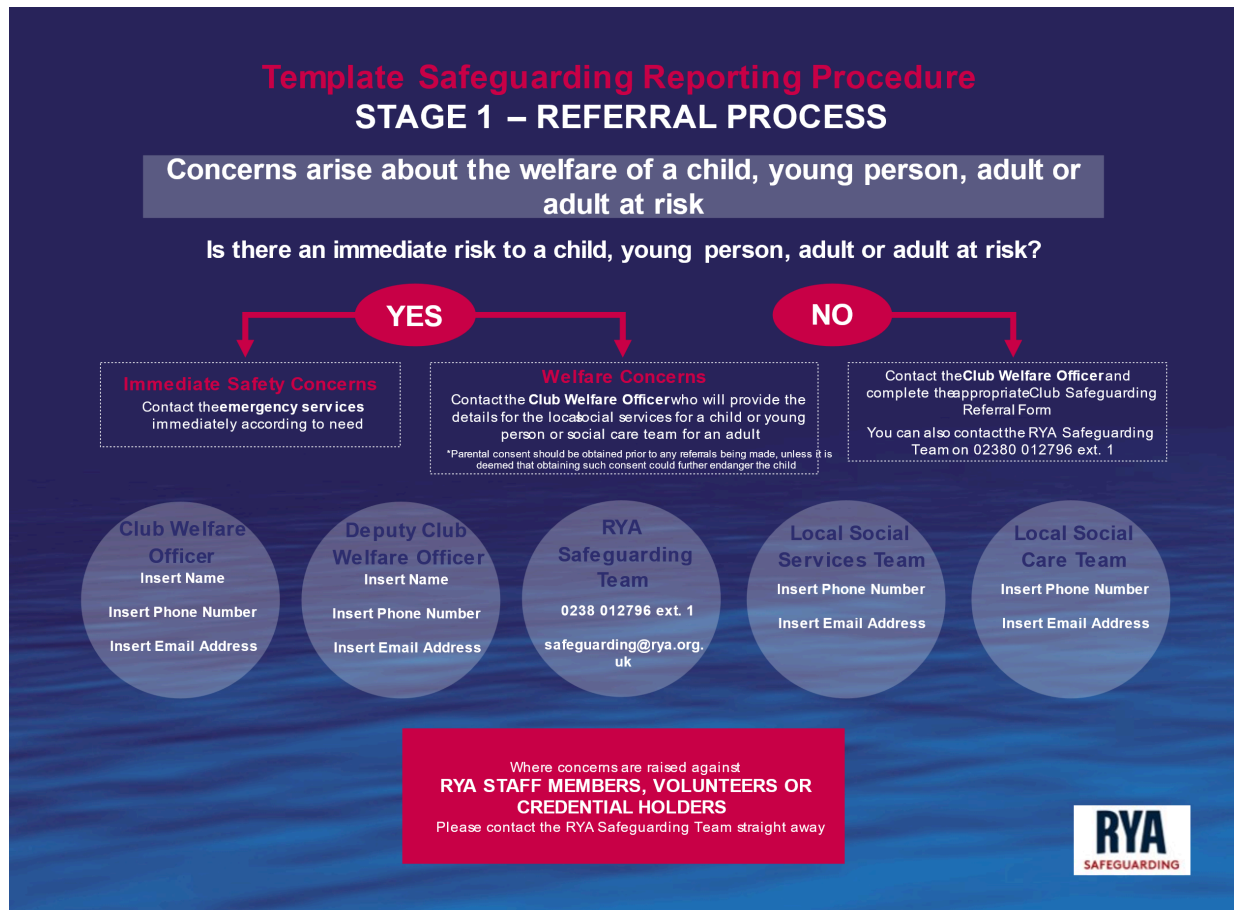 Template Safeguarding Reporting Procedure
STAGE 1 – REFERRAL PROCESS
Concerns arise about the welfare of a child, young person, adult or
adult at risk
Is there an immediate risk to a child, young person, adult or adult at risk?
YES
NO
Immediate Safety Concerns
Contact the emergency services
immediately according to need
Welfare Concerns
Contact the Club Welfare Officer who will provide the
details for the local social services for a child or young
person or social care team for an adult
*Parental consent should be obtained prior to any referrals being made, unless it is
deemed that obtaining such consent could further endanger the child
Contact the Club Welfare Officer and
complete the appropriate Club Safeguarding
Referral Form
You can also contact the RYA Safeguarding
Team on 02380 012796 ext. 1
Club Welfare
Officer
Insert Name
Insert Phone Number
Insert Email Address
Deputy Club
Welfare Officer
Insert Name
Insert Phone Number
Insert Email Address
RYA
Safeguarding
Team
0238 012796 ext. 1
safeguarding@rya.org.
uk
Local Social
Services Team
Insert Phone Number
Insert Email Address
Local Social
Care Team
Insert Phone Number
Insert Email Address
Where concerns are raised against
RYA STAFF MEMBERS, VOLUNTEERS OR
CREDENTIAL HOLDERS
Please contact the RYA Safeguarding Team straight away
RYA
SAFEGUARDING